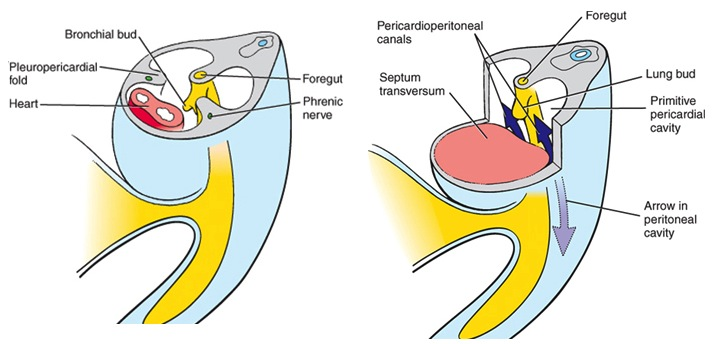 Bronchial bud
Pleuropericardial
fold
Heart
Foregut
Phrenic
nerve
Pericardioperitoneal
canals
Foregut
Septum
transversum
Lung bud
Primitive
pericardial
cavity
Arrow in
peritoneal
cavity